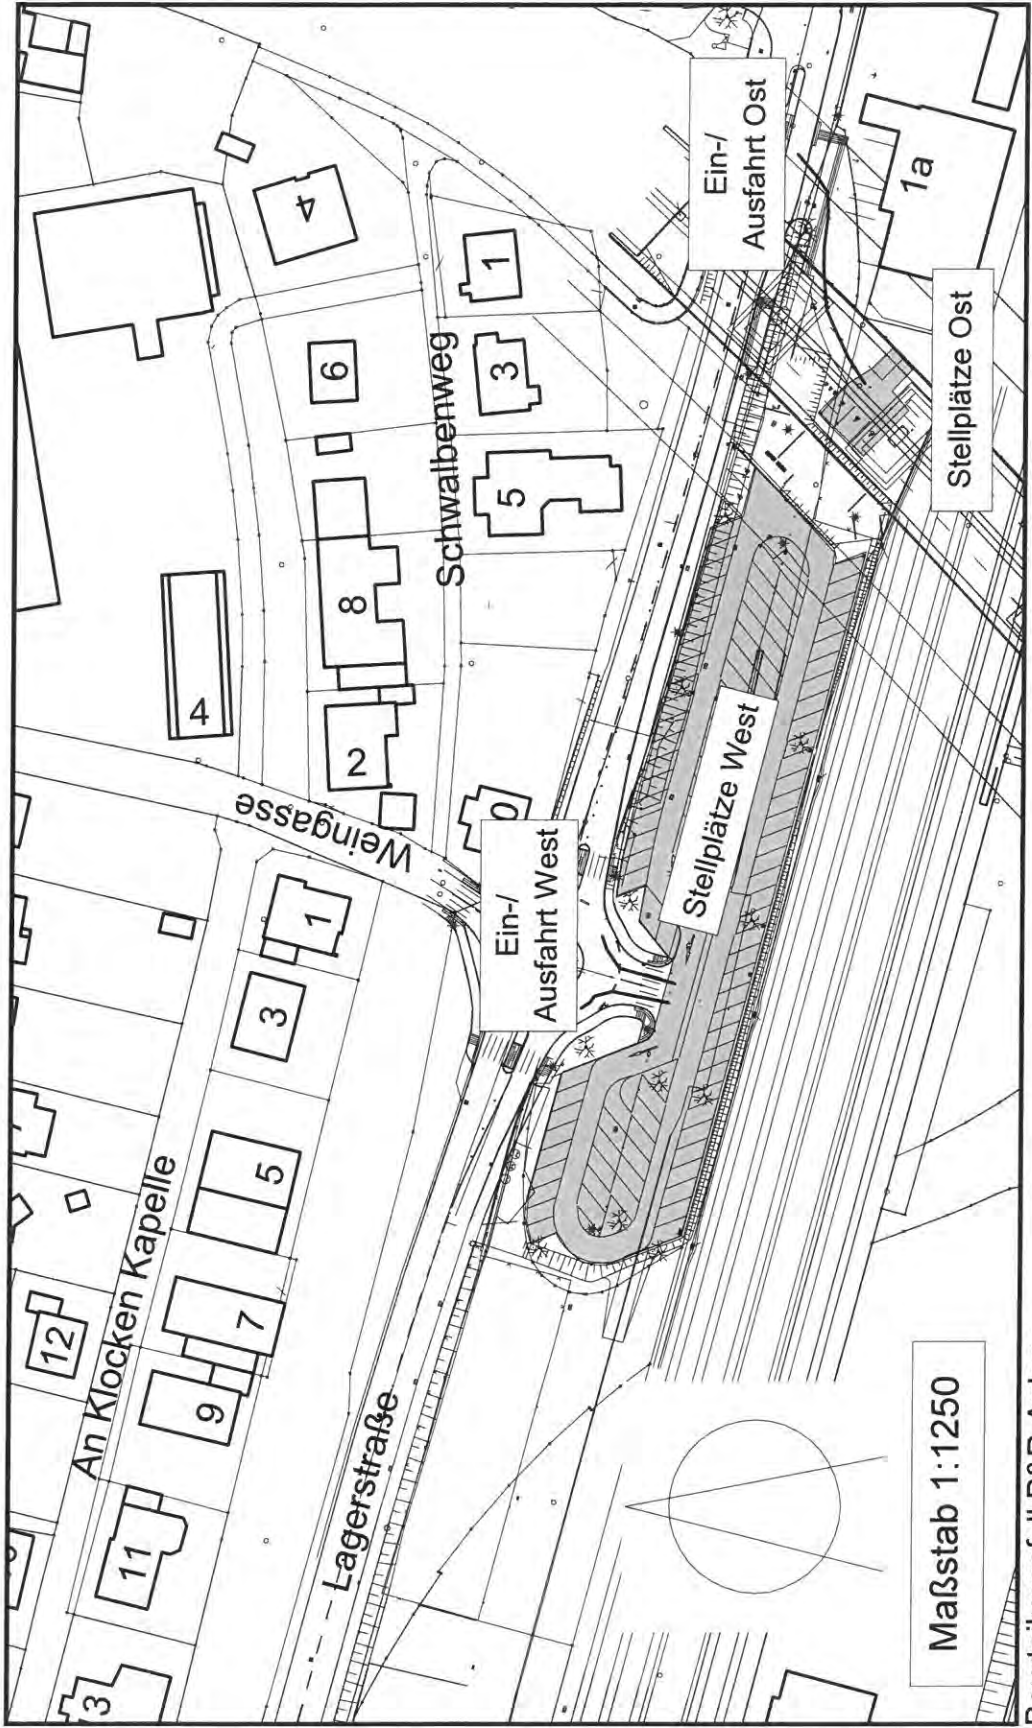 4
1
6
3
Schwalbenweg
5
8
4
2
Weingasse
0
1
3
An Klocken Kapelle
5
7
12
9
11
3
Lagerstraße
1a
Ein-/
Ausfahrt Ost
Stellplätze Ost
Stellplätze West
Ein-/
Ausfahrt West
Maßstab 1:1250